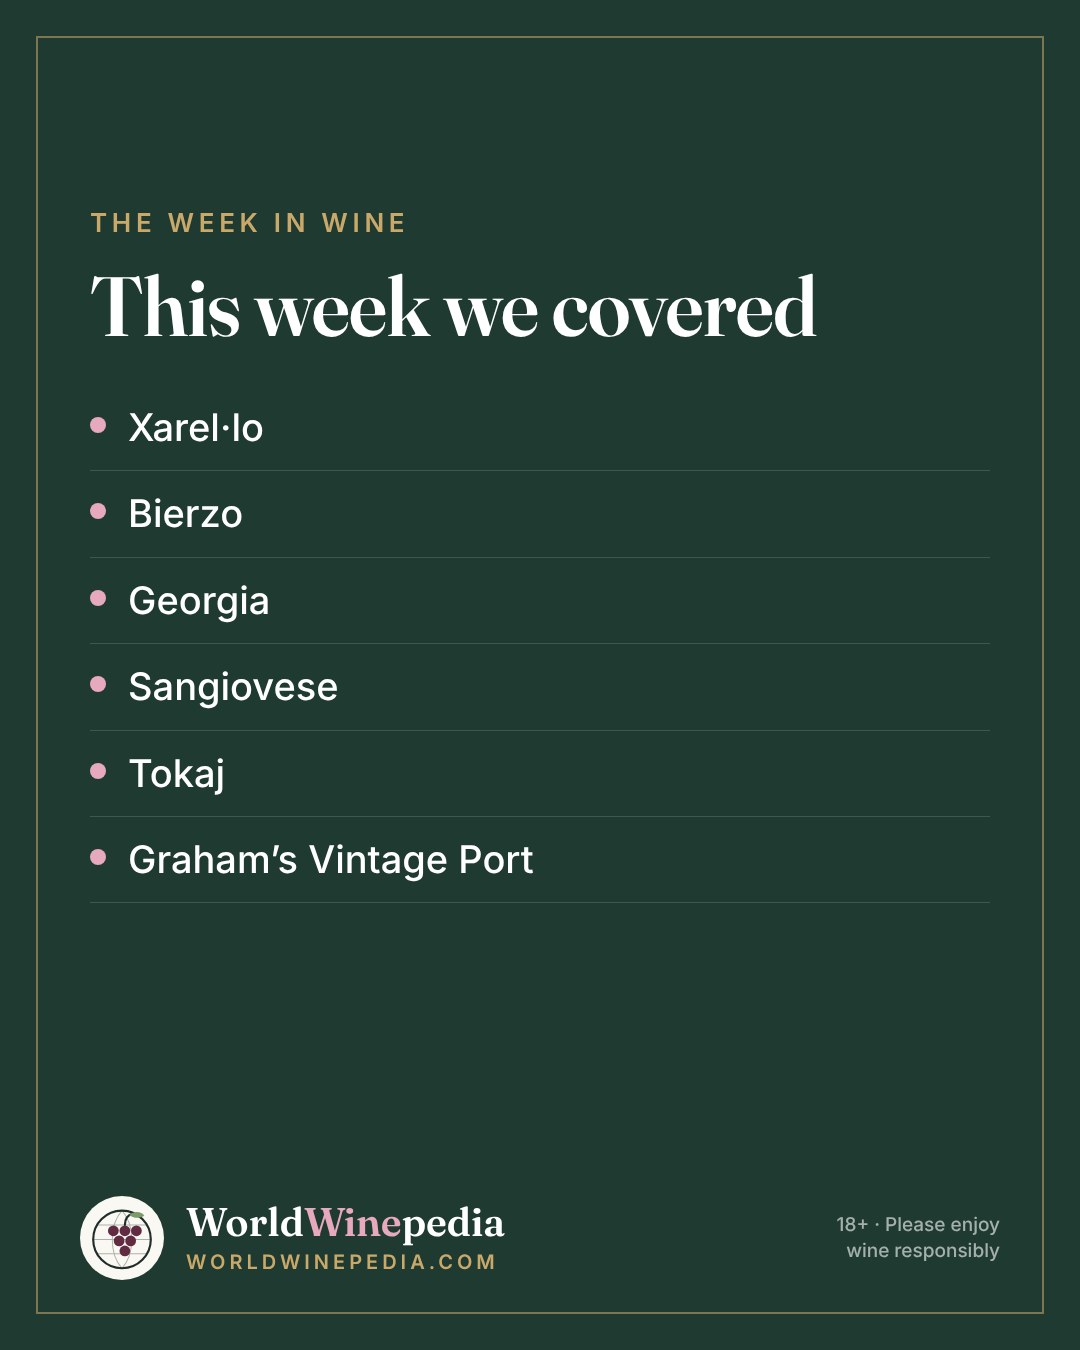 THE WEEK IN WINE
This week we covered
Xarel·lo
Bierzo
Georgia
Sangiovese
Tokaj
Graham’s Vintage Port
WorldWinepedia
WORLDWINEPEDIA.COM
18+ · Please enjoy
wine responsibly